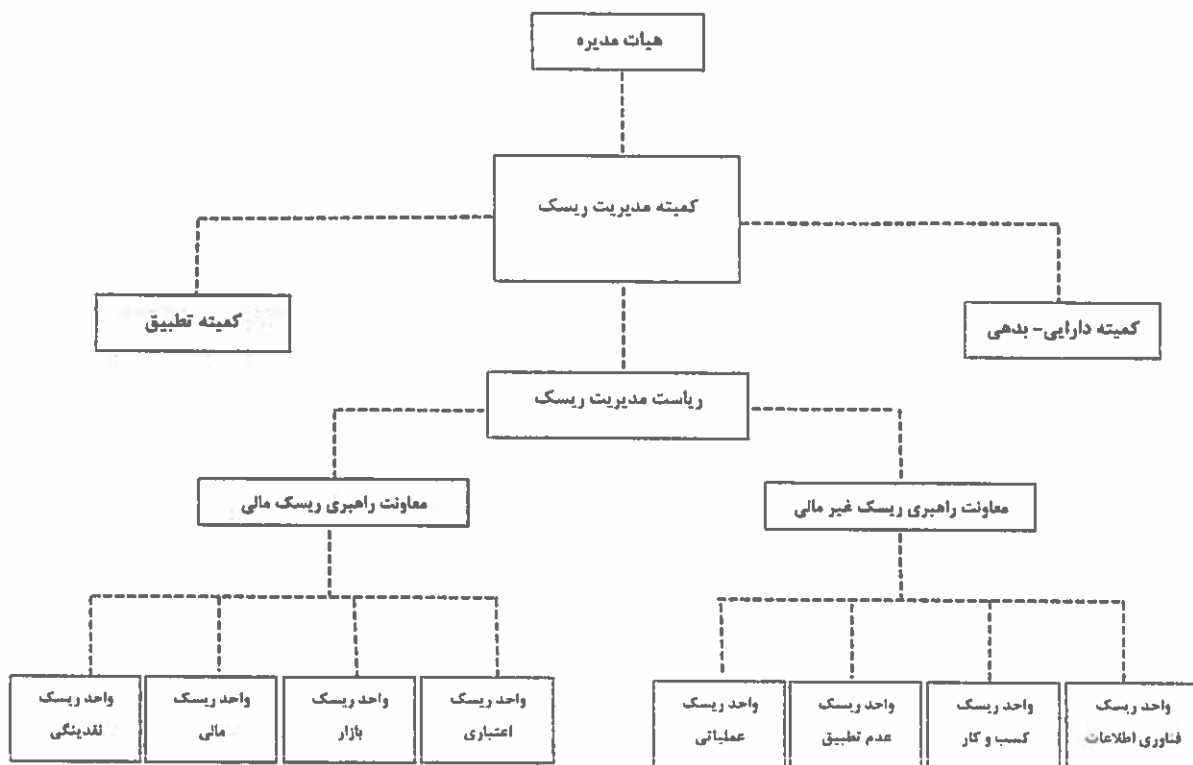 هیات مدیره
کمیته مدیریت ریسک
کمیته دارایی- بدهی
کمیته تطبیق
ریاست مدیریت ریسک
معاونت راهبری ریسک غیر مالی
معاونت راهبری ریسک مالی
واحد ریسک
فناوری اطلاعات
واحد ریسک
کسب و کار
واحد ریسک
عدم تطبیق
واحد ریسک
عملیاتی
واحد ریسک
اعتباری
واحد ریسک
بازار
واحد ریسک
مالی
واحد ریسک
نقدینگی